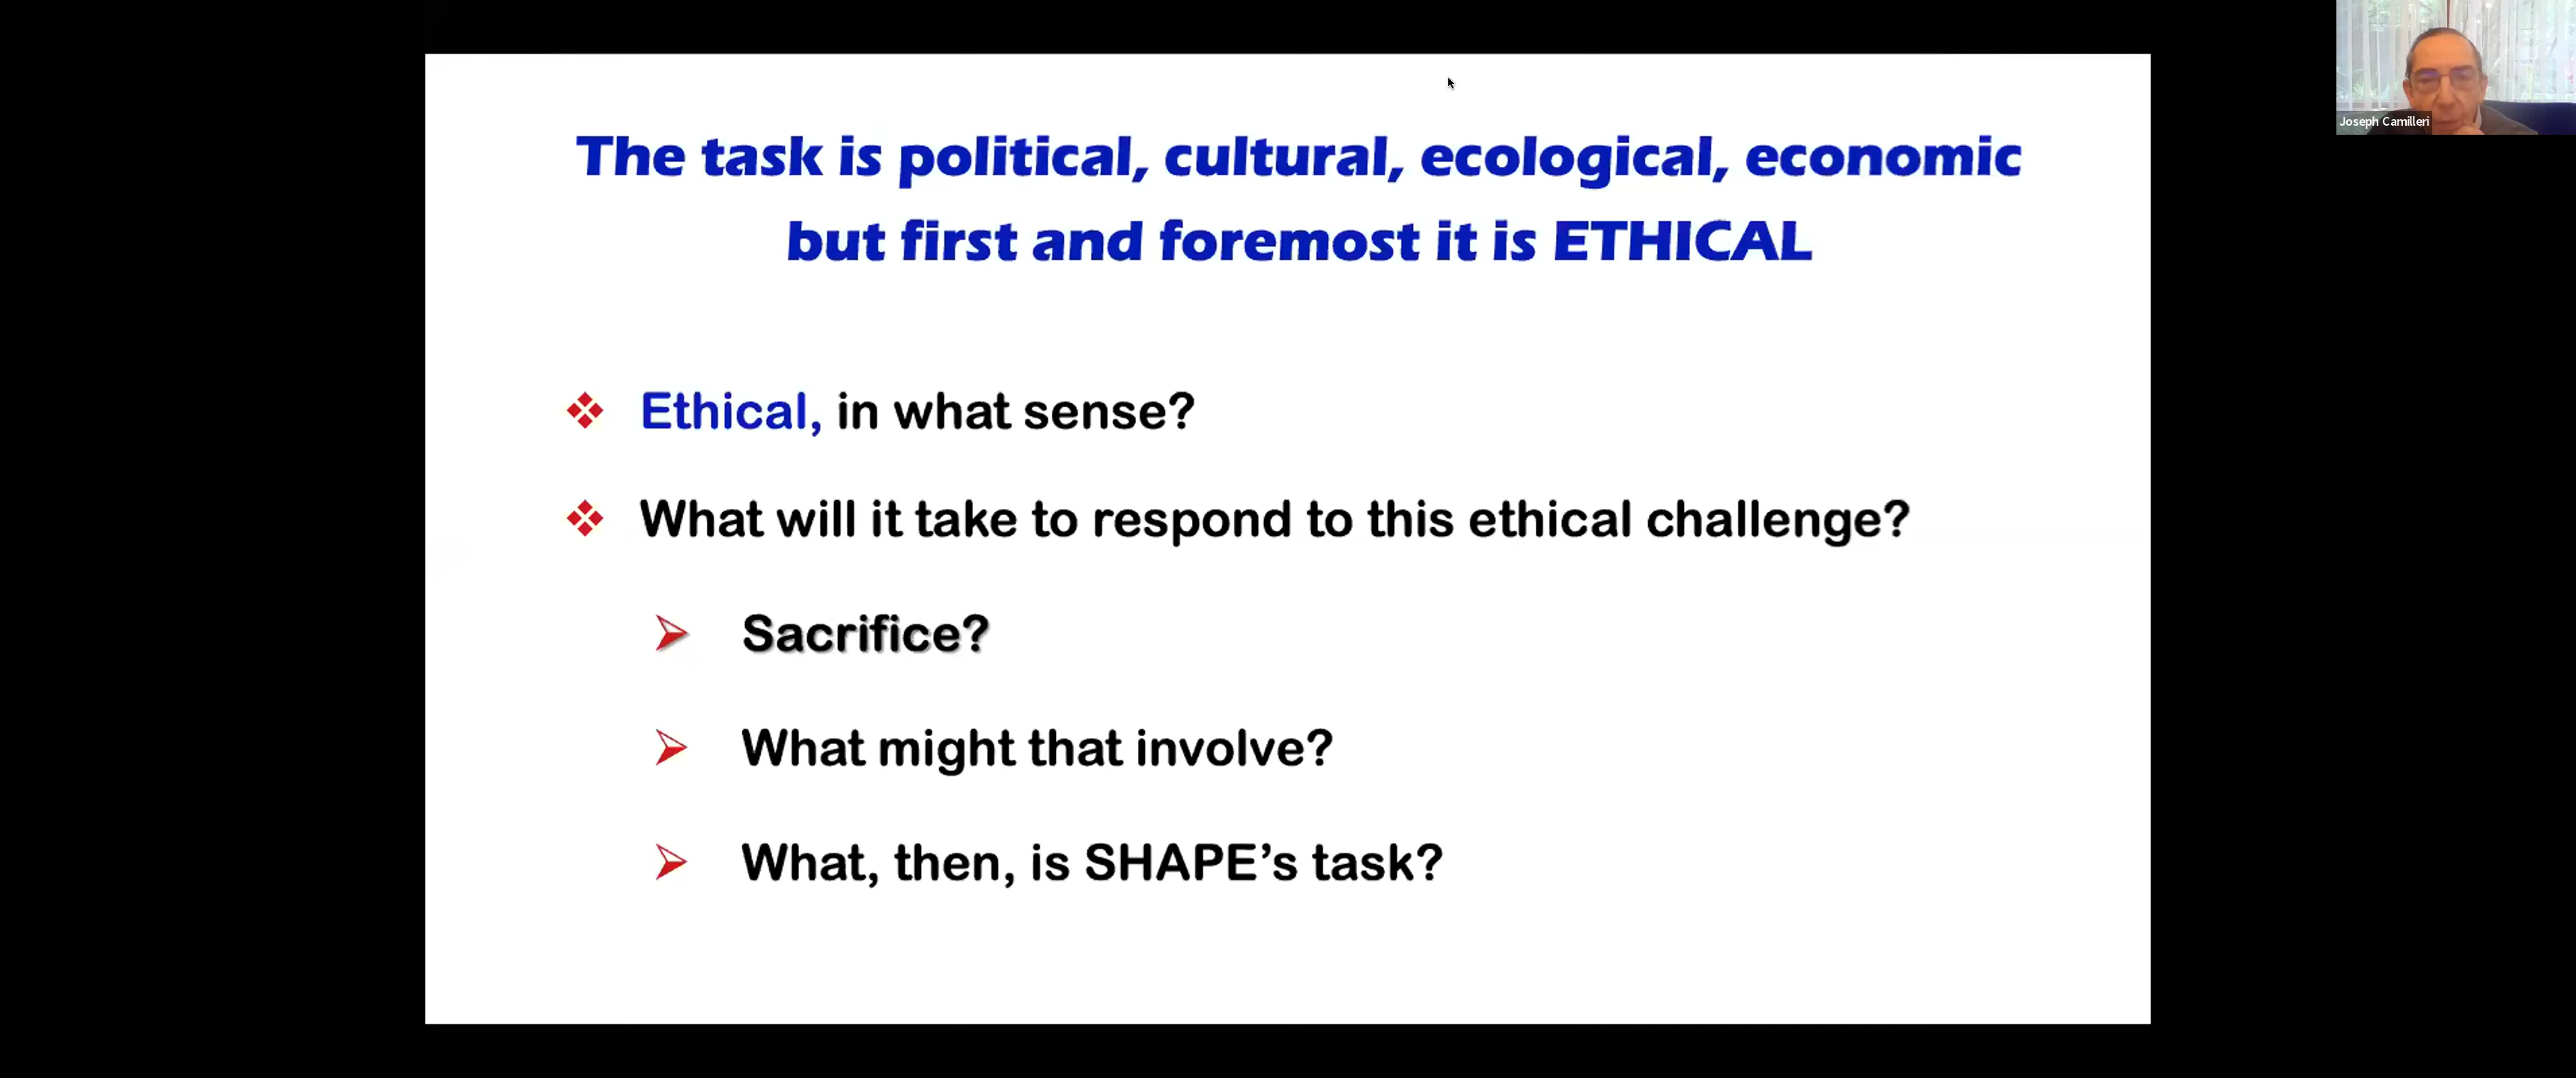 Joseph Camilleri
The task is political, cultural, ecological, economic
but first and foremost it is ETHICAL
Ethical, in what sense?
What will it take to respond to this ethical challenge?
Sacrifice?
What might that involve?
What, then, is SHAPE’s task?